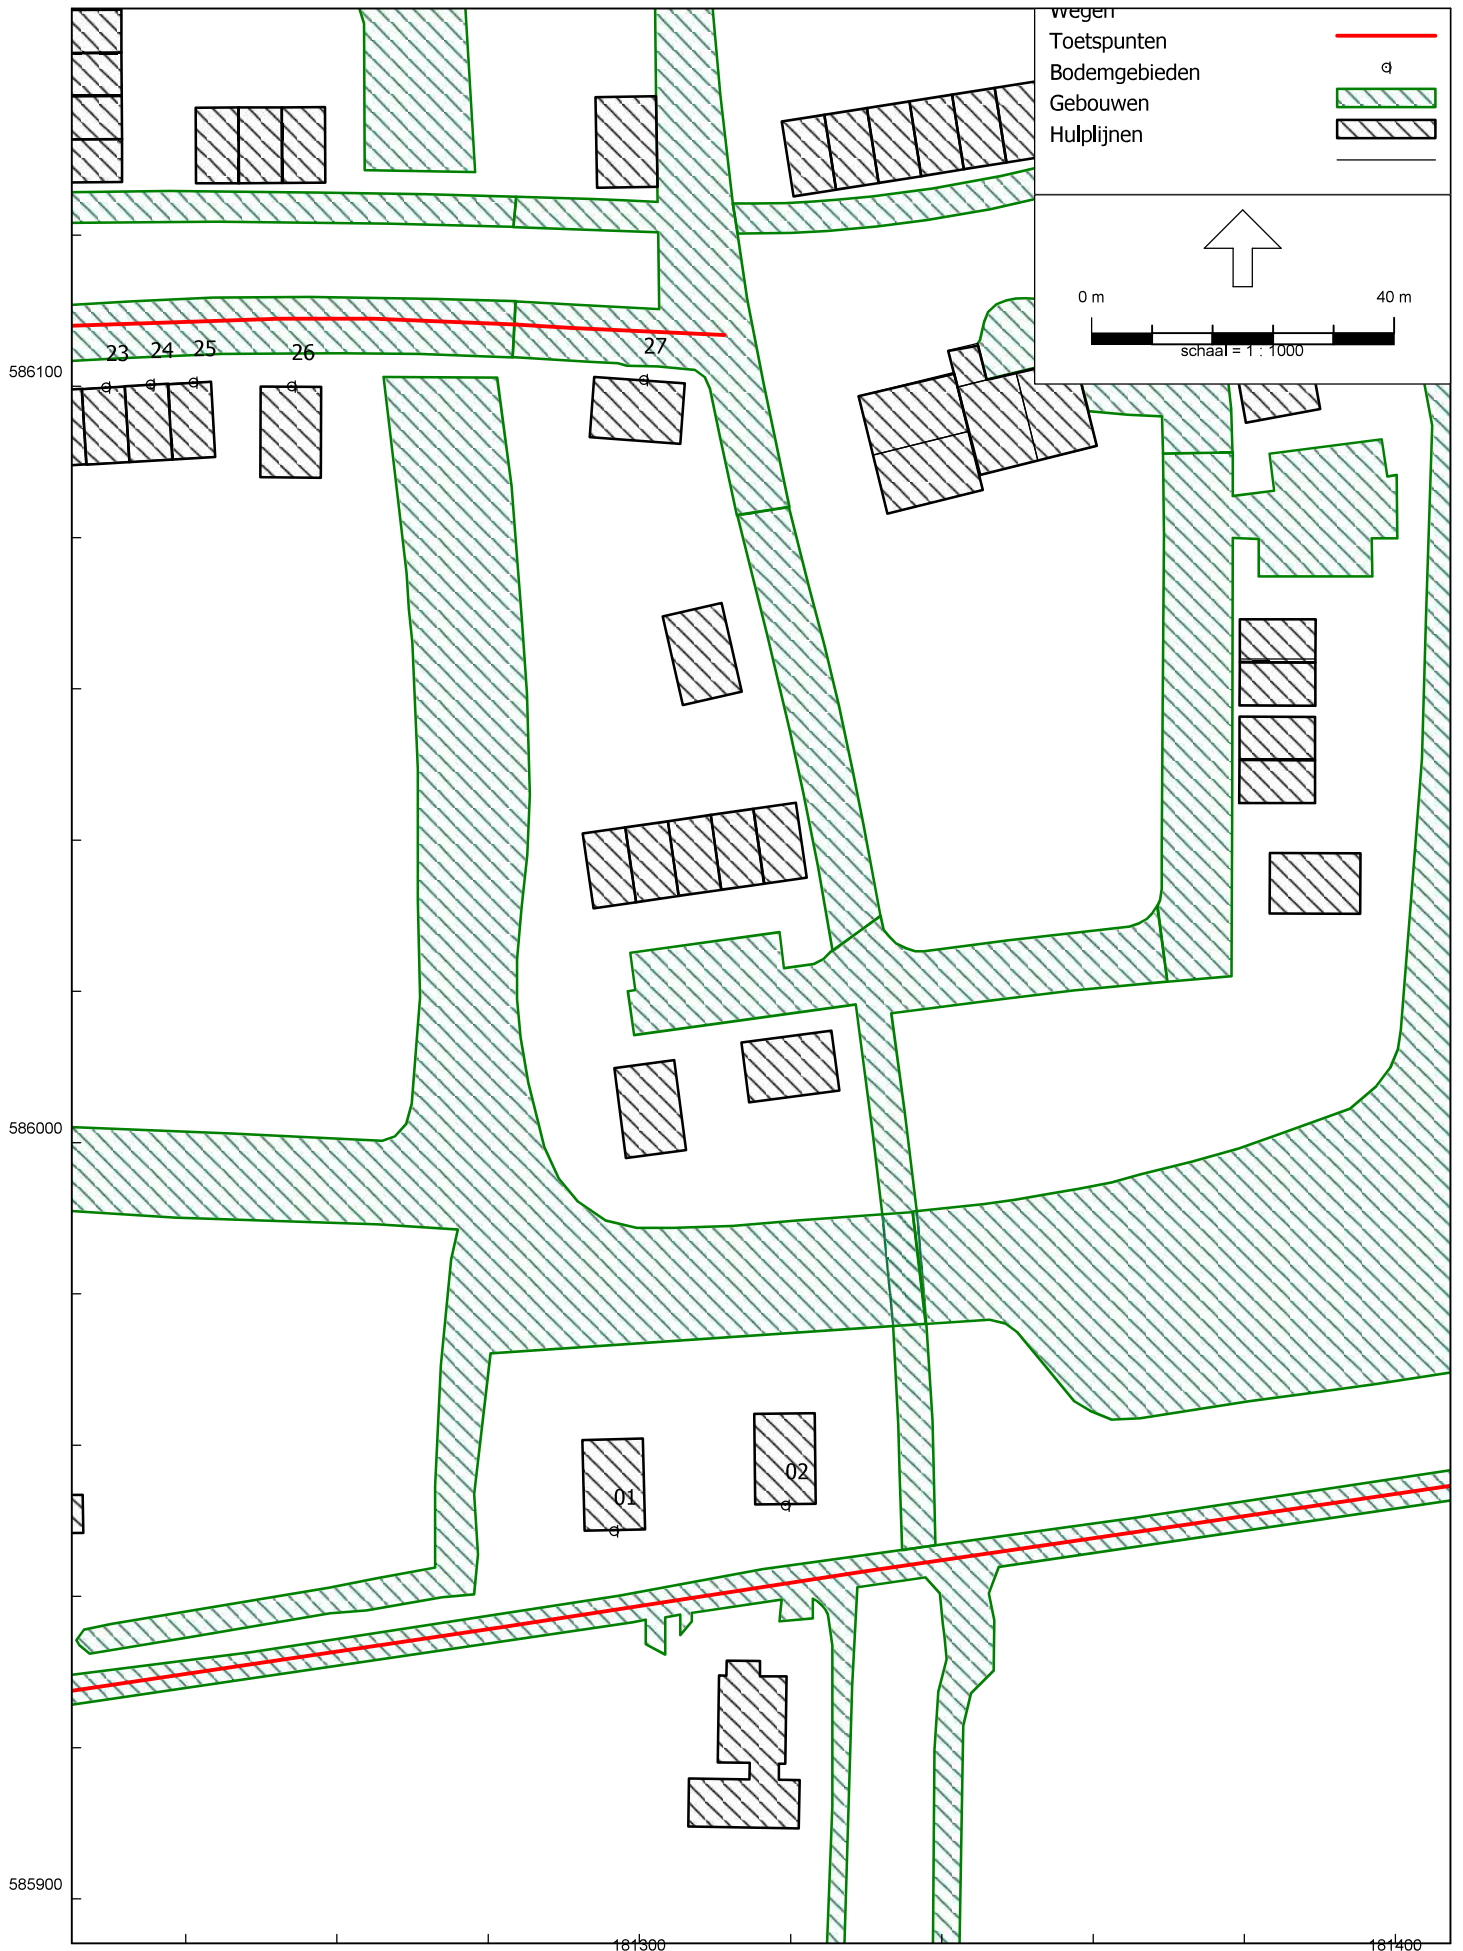 Wegen
Toetspunten
Bodemgebieden
Gebouwen
Hulplijnen
0 m 40 m
schaal = 1 : 1000
23 24 25 26 27
586100
586000
02
01
585900
181300 181400